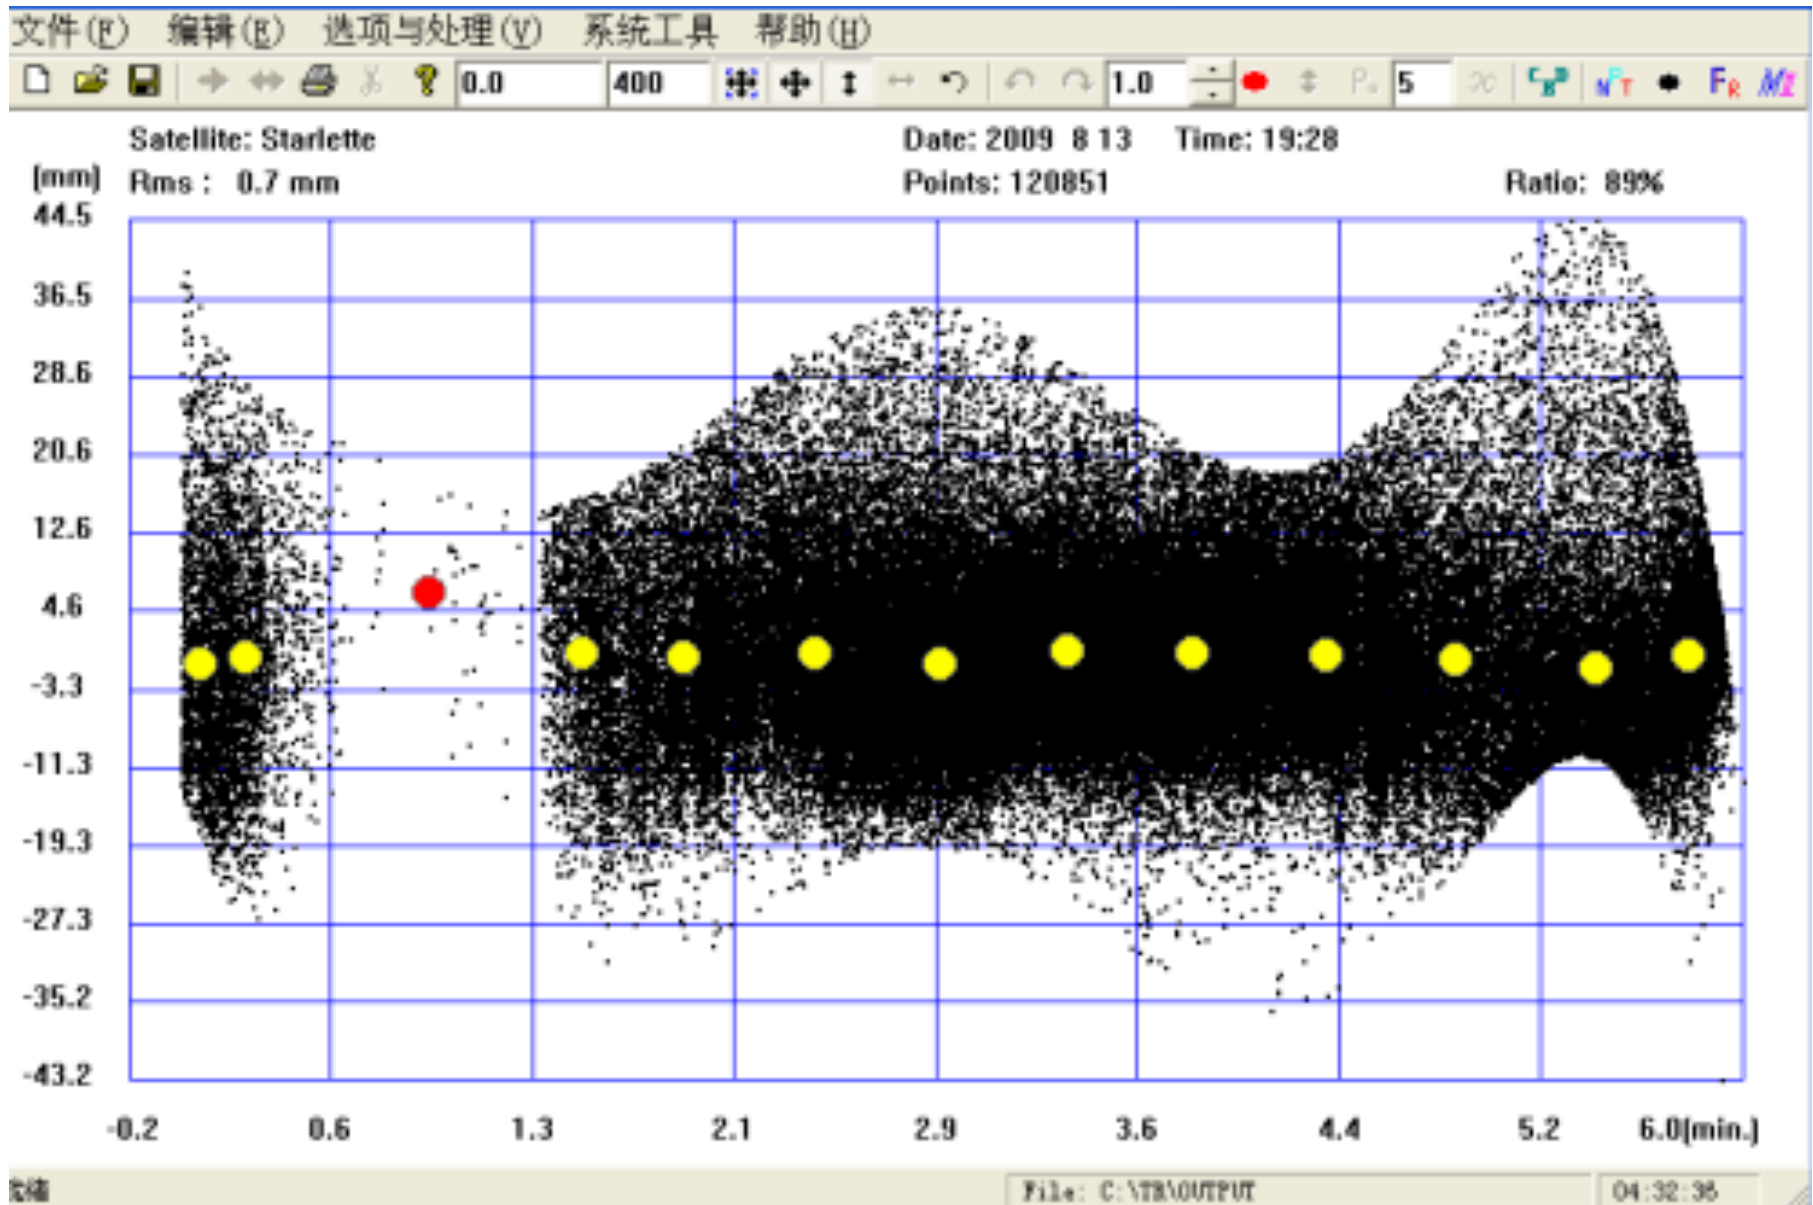 文件(F) 编辑(E) 选项与处理(V) 系统工具 帮助(H)
0.0 400 1.0 5 FR
Satellite: Starlette Date: 2009 8 13 Time: 19:28
(mm) Rms : 0.7 mm Points: 120851 Ratio: 89%
44.5
36.5
28.6
20.6
12.6
4.6
-3.3
-11.3
-19.3
-27.3
-35.2
-43.2
-0.2 0.6 1.3 2.1 2.9 3.6 4.4 5.2 6.0(min.)
File: C:\TR\OUTPUT 04:32:36